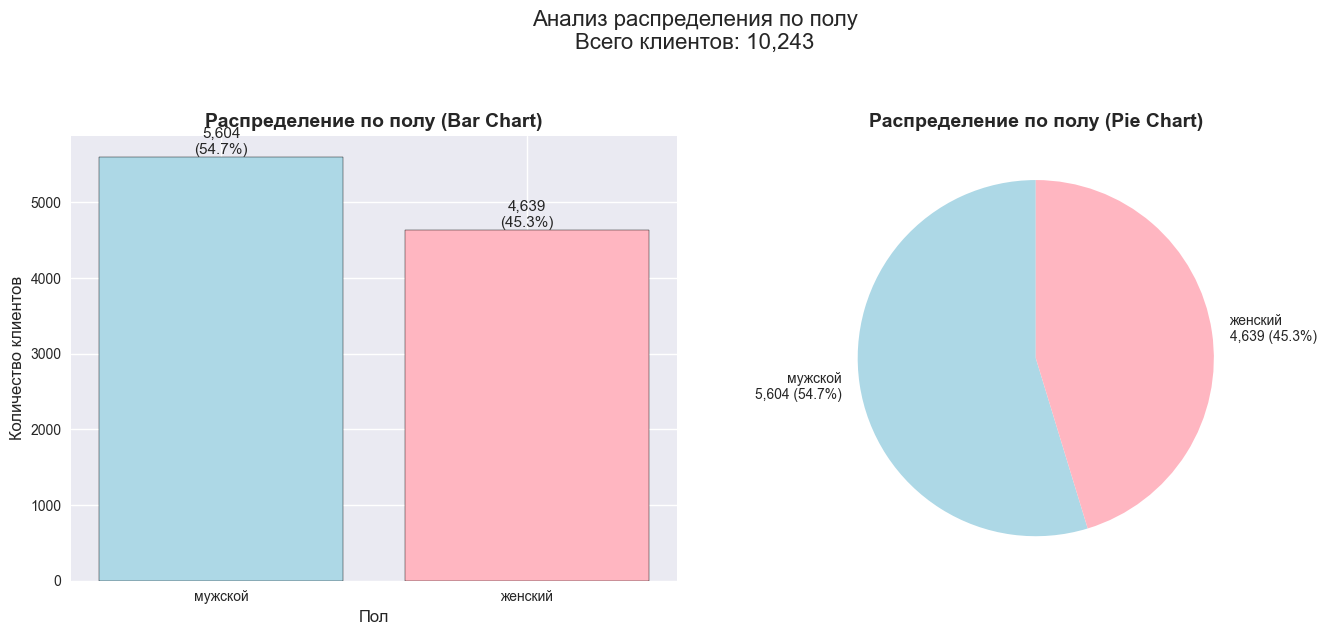 Анализ распределения по полу
Всего клиентов: 10,243
Распределение по полу (Bar Chart)
5,604
(54.7%)
4,639
(45.3%)
5000
4000
3000
2000
1000
0
Количество клиентов
мужской
женский
Пол
Распределение по полу (Pie Chart)
женский
4,639 (45.3%)
мужской
5,604 (54.7%)